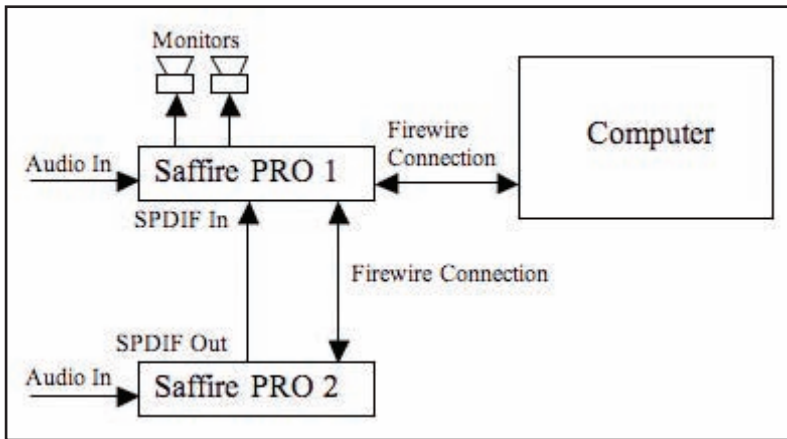 Monitors
Audio In
Saffire PRO 1
Firewire
Connection
Computer
SPDIF In
Firewire Connection
SPDIF Out
Audio In
Saffire PRO 2